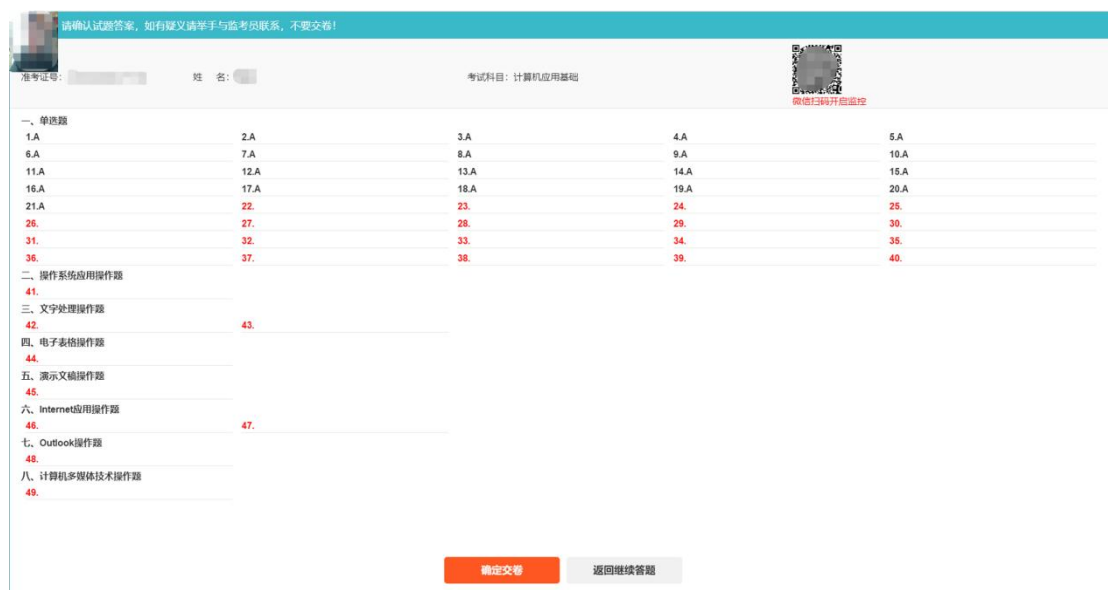 请确认试题答案，如有疑义请举手与监考员联系，不要交卷！
准考证号： 姓 名： 考试科目：计算机应用基础
微信扫码开启监控
一、单选题
1.A 2.A 3.A 4.A 5.A
6.A 7.A 8.A 9.A 10.A
11.A 12.A 13.A 14.A 15.A
16.A 17.A 18.A 19.A 20.A
21.A 22. 23. 24. 25.
26. 27. 28. 29. 30.
31. 32. 33. 34. 35.
36. 37. 38. 39. 40.
二、操作系统应用操作题
41.
三、文字处理操作题
42. 43.
四、电子表格操作题
44.
五、演示文稿操作题
45.
六、Internet应用操作题
46. 47.
七、Outlook操作题
48.
八、计算机多媒体技术操作题
49.
确定交卷 返回继续答题